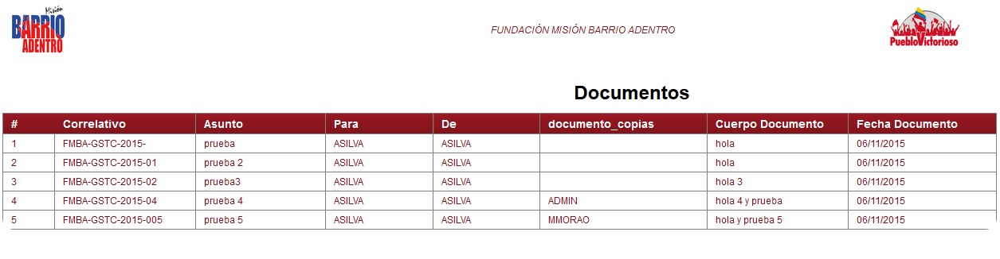 Misión
BARRIO
ADENTRO
FUNDACIÓN MISIÓN BARRIO ADENTRO
PuebloVictorioso
Documentos
# Correlativo Asunto Para De documento_copias Cuerpo Documento Fecha Documento
1 FMBA-GSTC-2015- prueba ASILVA ASILVA hola 06/11/2015
2 FMBA-GSTC-2015-01 prueba 2 ASILVA ASILVA hola 06/11/2015
3 FMBA-GSTC-2015-02 prueba3 ASILVA ASILVA hola 3 06/11/2015
4 FMBA-GSTC-2015-04 prueba 4 ASILVA ASILVA ADMIN hola 4 y prueba 06/11/2015
5 FMBA-GSTC-2015-005 prueba 5 ASILVA ASILVA MMORAO hola y prueba 5 06/11/2015